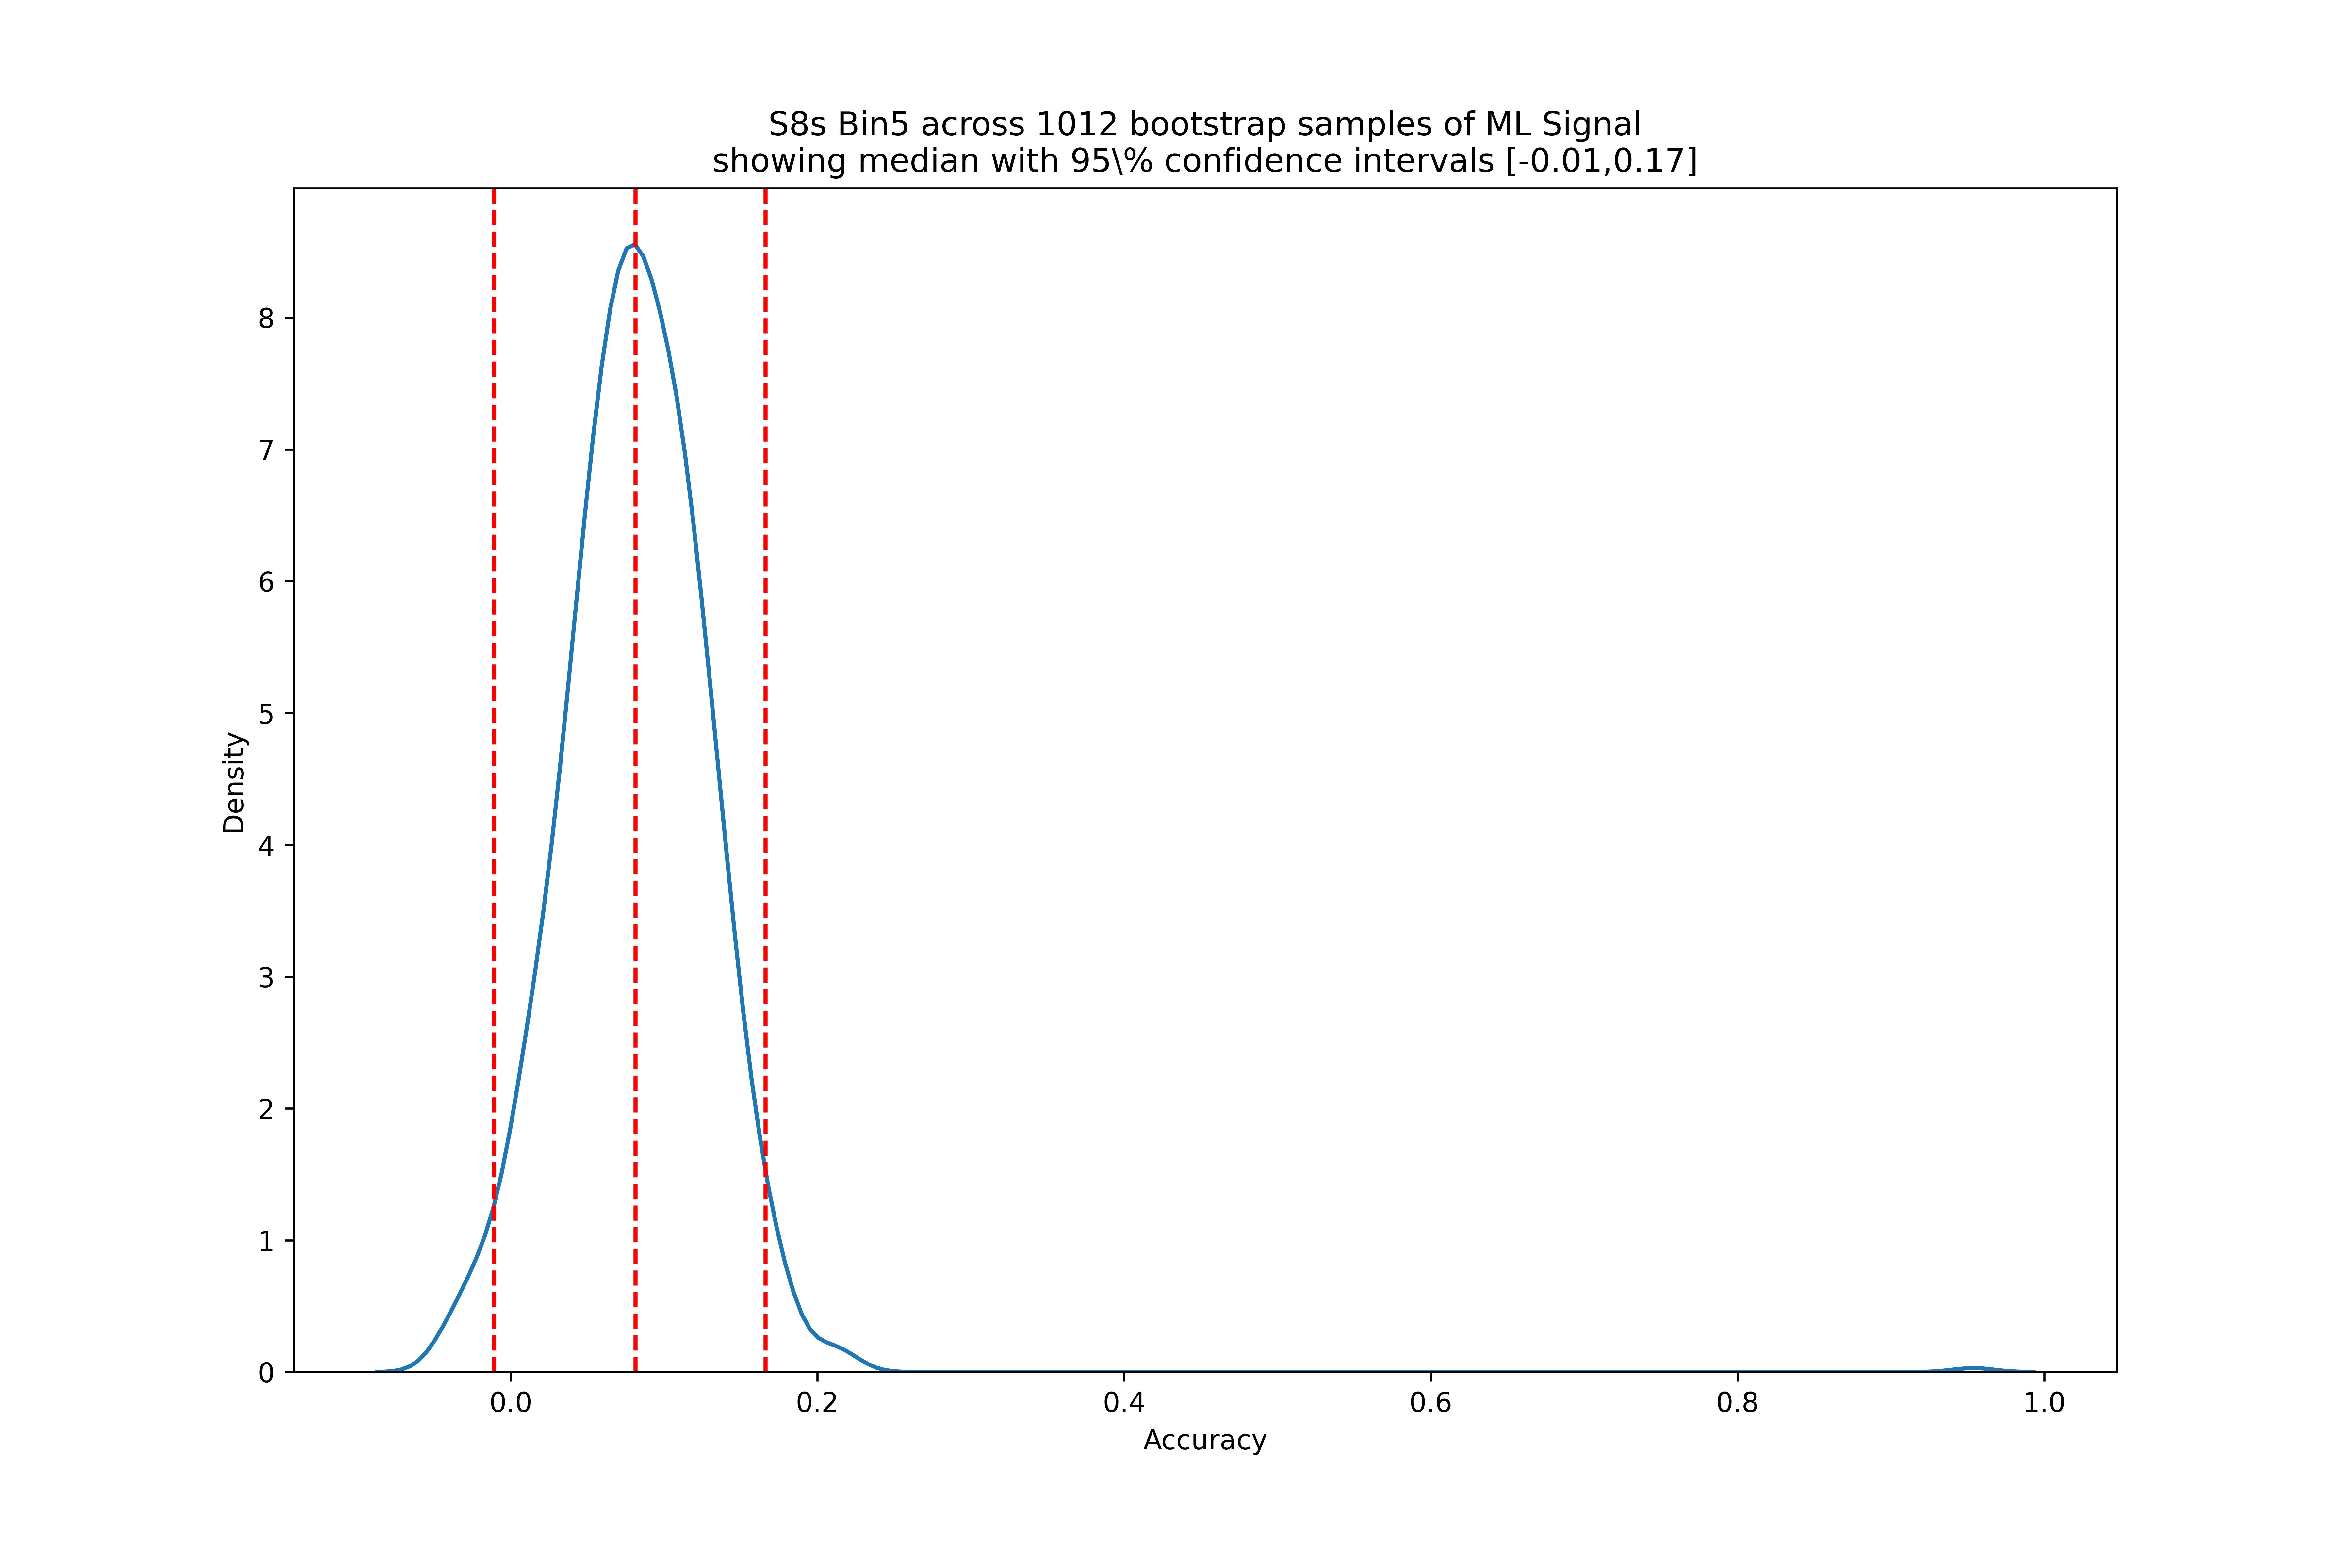 S8s Bin5 across 1012 bootstrap samples of ML Signal
showing median with 95\% confidence intervals [-0.01,0.17]
8
7
6
5
4
3
2
1
0
Density
0.0 0.2 0.4 0.6 0.8 1.0
Accuracy